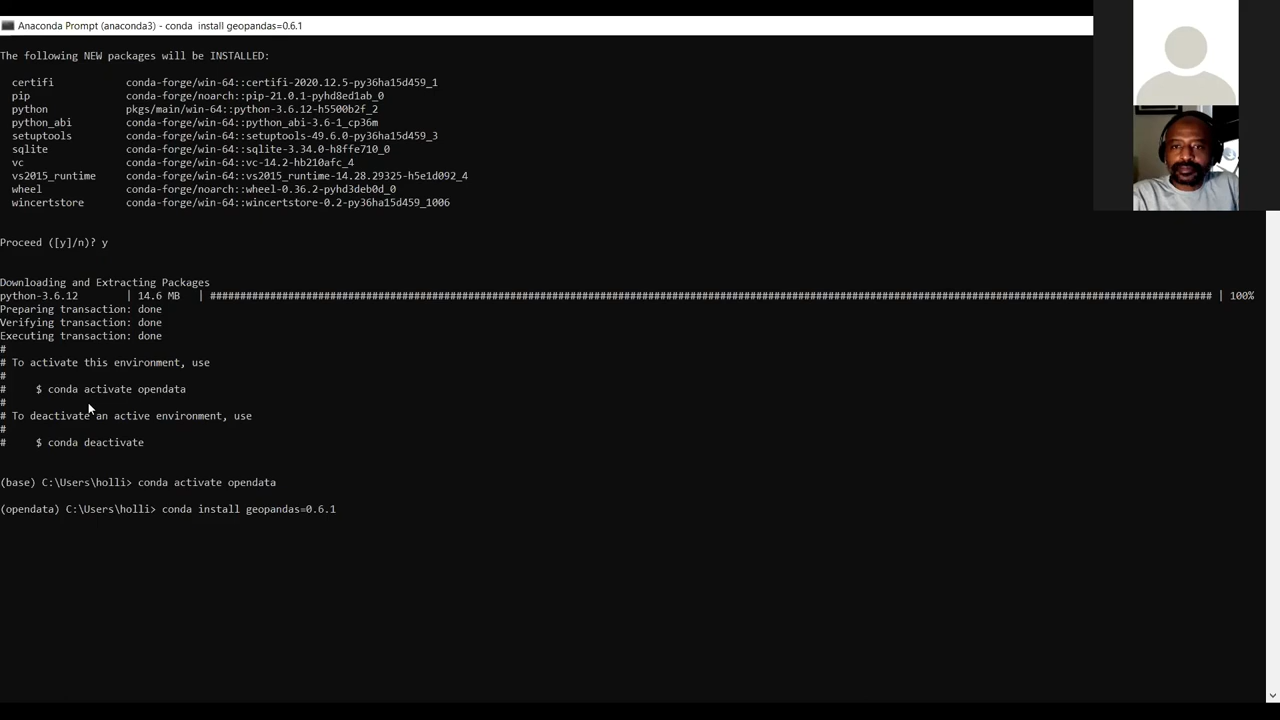 Anaconda Prompt (anaconda3) - conda  install geopandas=0.6.1
The following NEW packages will be INSTALLED:
certifi            conda-forge/win-64::certifi-2020.12.5-py36ha15d459_1
pip                conda-forge/noarch::pip-21.0.1-pyhd8ed1ab_0
python             pkgs/main/win-64::python-3.6.12-h5500b2f_2
python_abi         conda-forge/win-64::python_abi-3.6-1_cp36m
setuptools         conda-forge/win-64::setuptools-49.6.0-py36ha15d459_3
sqlite             conda-forge/win-64::sqlite-3.34.0-h8ffe710_0
vc                 conda-forge/win-64::vc-14.2-hb210afc_4
vs2015_runtime     conda-forge/win-64::vs2015_runtime-14.28.29325-h5e1d092_4
wheel              conda-forge/noarch::wheel-0.36.2-pyhd3deb0d_0
wincertstore       conda-forge/win-64::wincertstore-0.2-py36ha15d459_1006
Proceed ([y]/n)? y
Downloading and Extracting Packages
python-3.6.12        | 14.6 MB   | ####################################################################################################################################################################### | 100%
Preparing transaction: done
Verifying transaction: done
Executing transaction: done
#
# To activate this environment, use
#
#     $ conda activate opendata
#
# To deactivate an active environment, use
#
#     $ conda deactivate
(base) C:\Users\holli> conda activate opendata
(opendata) C:\Users\holli> conda install geopandas=0.6.1